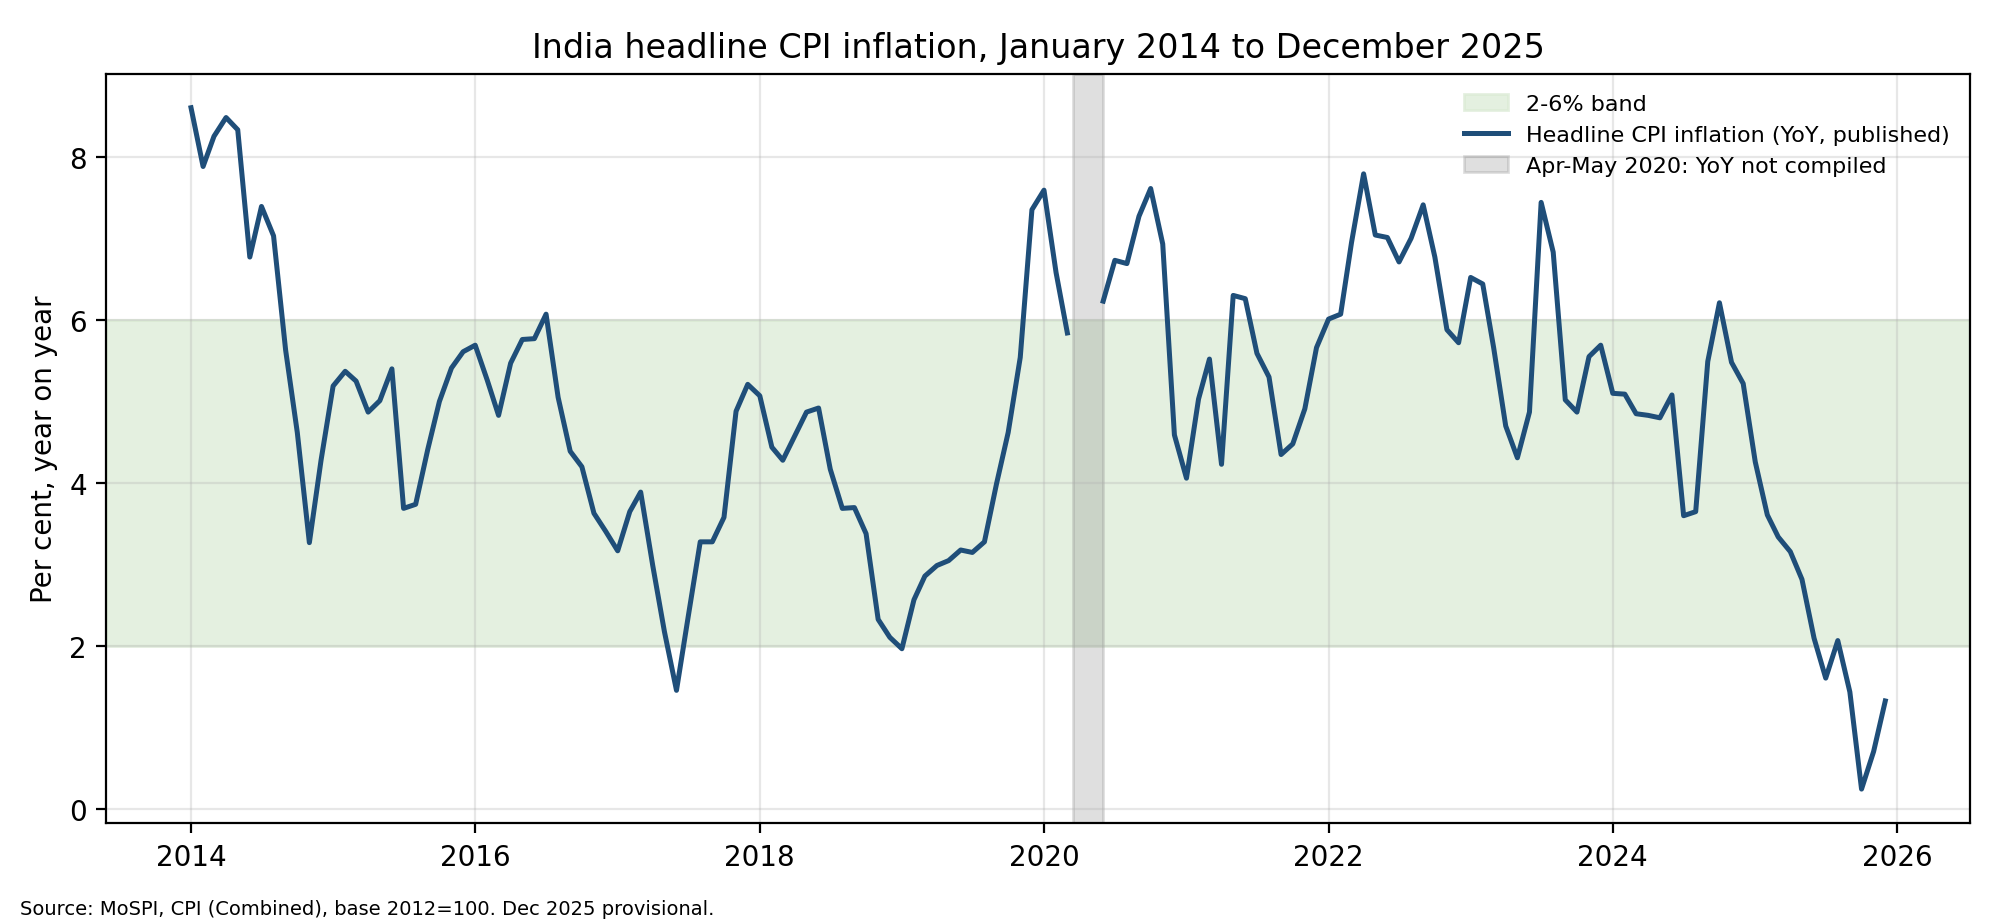 India headline CPI inflation, January 2014 to December 2025
2-6% band
Headline CPI inflation (YoY, published)
Apr-May 2020: YoY not compiled
Per cent, year on year
8
6
4
2
0
2014
2016
2018
2020
2022
2024
2026
Source: MoSPI, CPI (Combined), base 2012=100. Dec 2025 provisional.